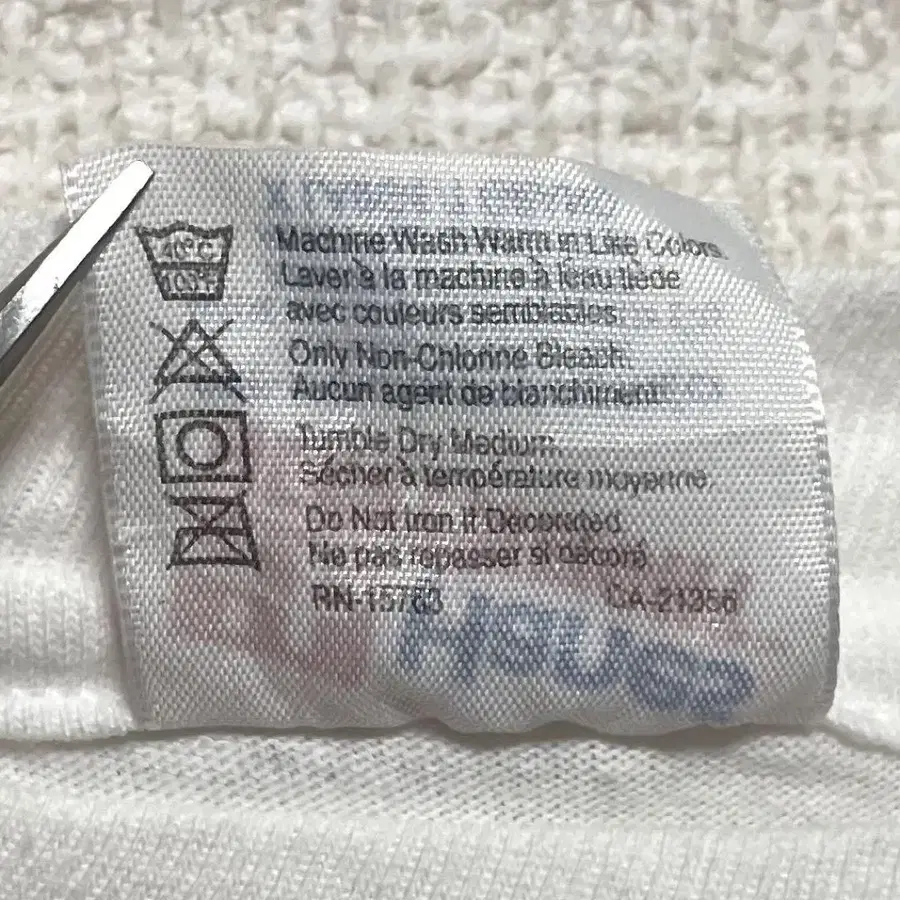 40°C
Machine Wash Warm in Like Colors
Laver à la machine à l'eau tiède
avec couleurs semblables
Only Non-Chlorine Bleach
Aucun agent de blanchiment
Tumble Dry Medium
Sécher à température moyenne
Do Not Iron If Decorated
Ne pas repasser si décoré
RN-15763 CA-21356